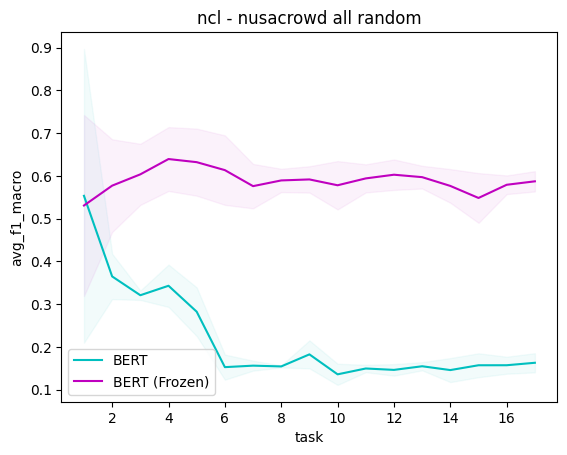 ncl - nusacrowd all random
avg_f1_macro
0.9
0.8
0.7
0.6
0.5
0.4
0.3
0.2
0.1
BERT
BERT (Frozen)
2 4 6 8 10 12 14 16
task